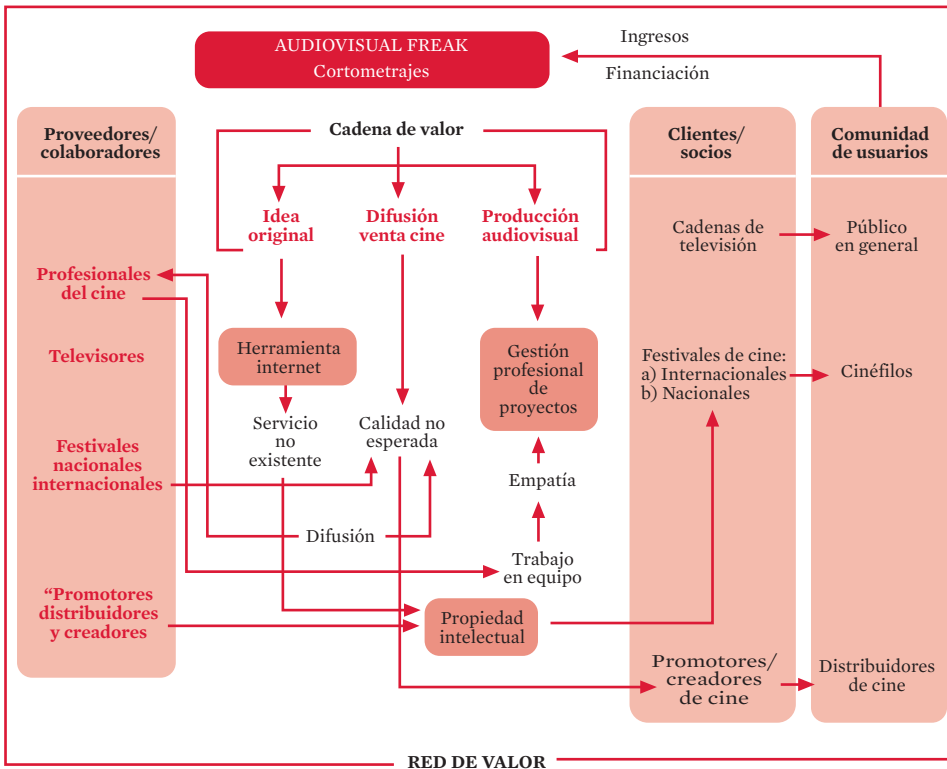 AUDIOVISUAL FREAK
Cortometrajes
Ingresos
Financiación
Proveedores/
colaboradores
Cadena de valor
Clientes/
socios
Comunidad
de usuarios
Idea
original
Difusión
venta cine
Producción
audiovisual
Cadenas de
televisión
Público
en general
Profesionales
del cine
Televisores
Herramienta
internet
Gestión
profesional
de
proyectos
Festivales de cine:
a) Internacionales
b) Nacionales
Cinéfilos
Servicio
no
existente
Calidad no
esperada
Festivales
nacionales
internacionales
Empatía
Difusión
Trabajo
en equipo
“Promotores
distribuidores
y creadores
Propiedad
intelectual
Promotores/
creadores
de cine
Distribuidores
de cine
RED DE VALOR